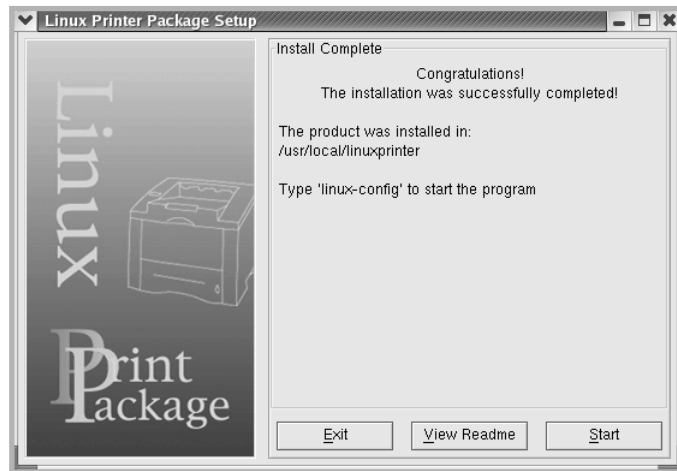 Linux Printer Package Setup
Linux
Print
Package
Install Complete
Congratulations!
The installation was successfully completed!
The product was installed in:
/usr/local/linuxprinter
Type 'linux-config' to start the program
Exit
View Readme
Start